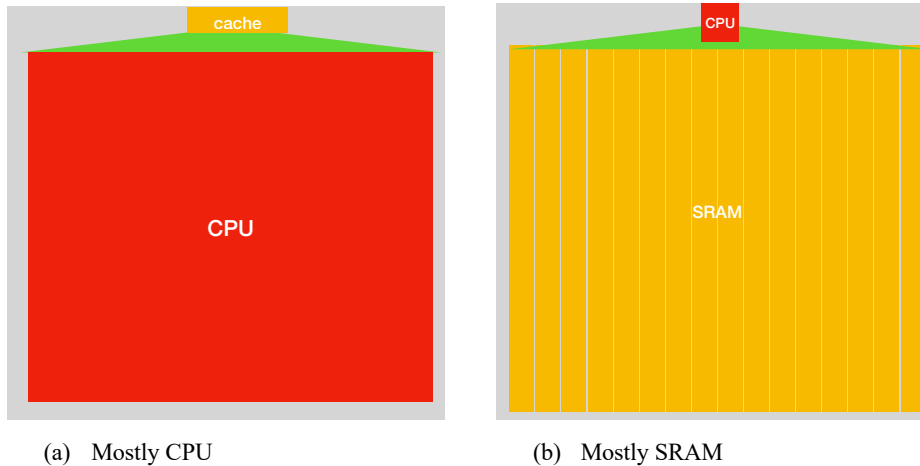 cache
CPU
CPU
SRAM
(a) Mostly CPU
(b) Mostly SRAM